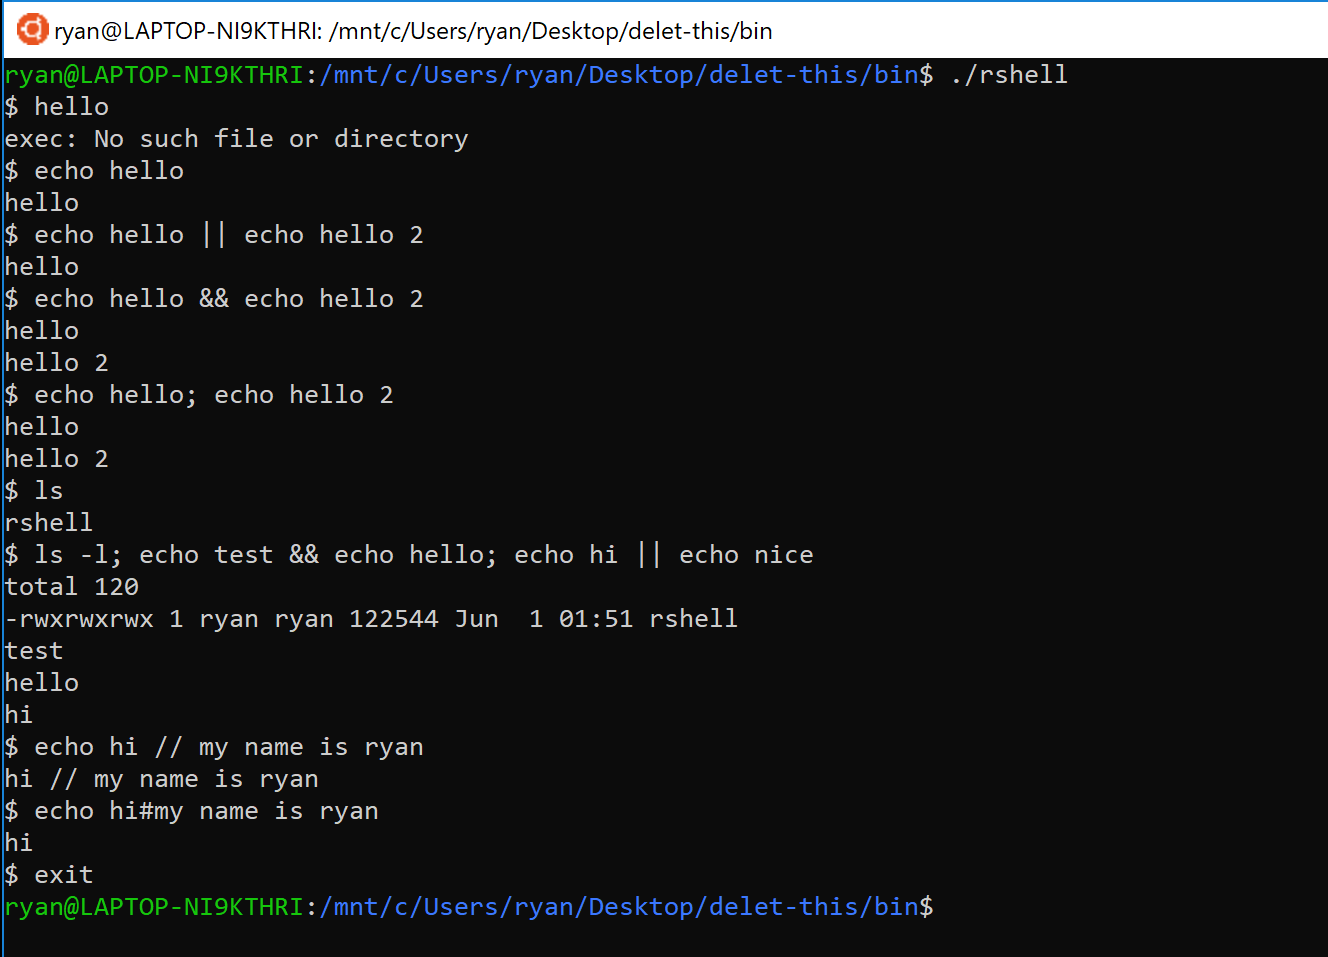 ryan@LAPTOP-NI9KTHRI: /mnt/c/Users/ryan/Desktop/delet-this/bin
ryan@LAPTOP-NI9KTHRI:/mnt/c/Users/ryan/Desktop/delet-this/bin$ ./rshell
$ hello
exec: No such file or directory
$ echo hello
hello
$ echo hello || echo hello 2
hello
$ echo hello && echo hello 2
hello
hello 2
$ echo hello; echo hello 2
hello
hello 2
$ ls
rshell
$ ls -l; echo test && echo hello; echo hi || echo nice
total 120
-rwxrwxrwx 1 ryan ryan 122544 Jun  1 01:51 rshell
test
hello
hi
$ echo hi // my name is ryan
hi // my name is ryan
$ echo hi#my name is ryan
hi
$ exit
ryan@LAPTOP-NI9KTHRI:/mnt/c/Users/ryan/Desktop/delet-this/bin$